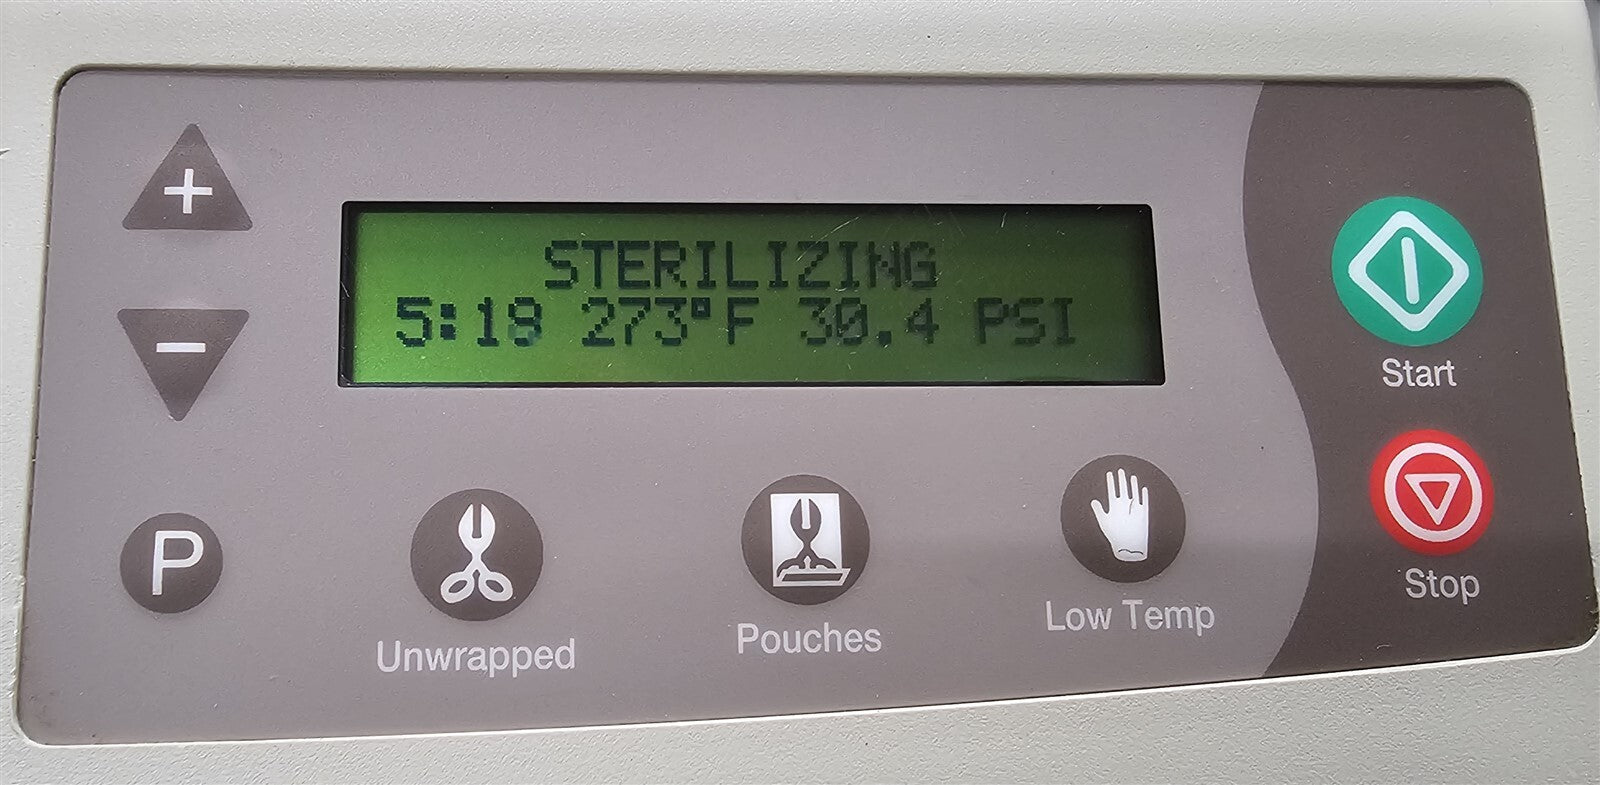 +
STERILIZING
5:19 273°F 30.4 PSI
−
Start
P
Unwrapped
Pouches
Low Temp
Stop